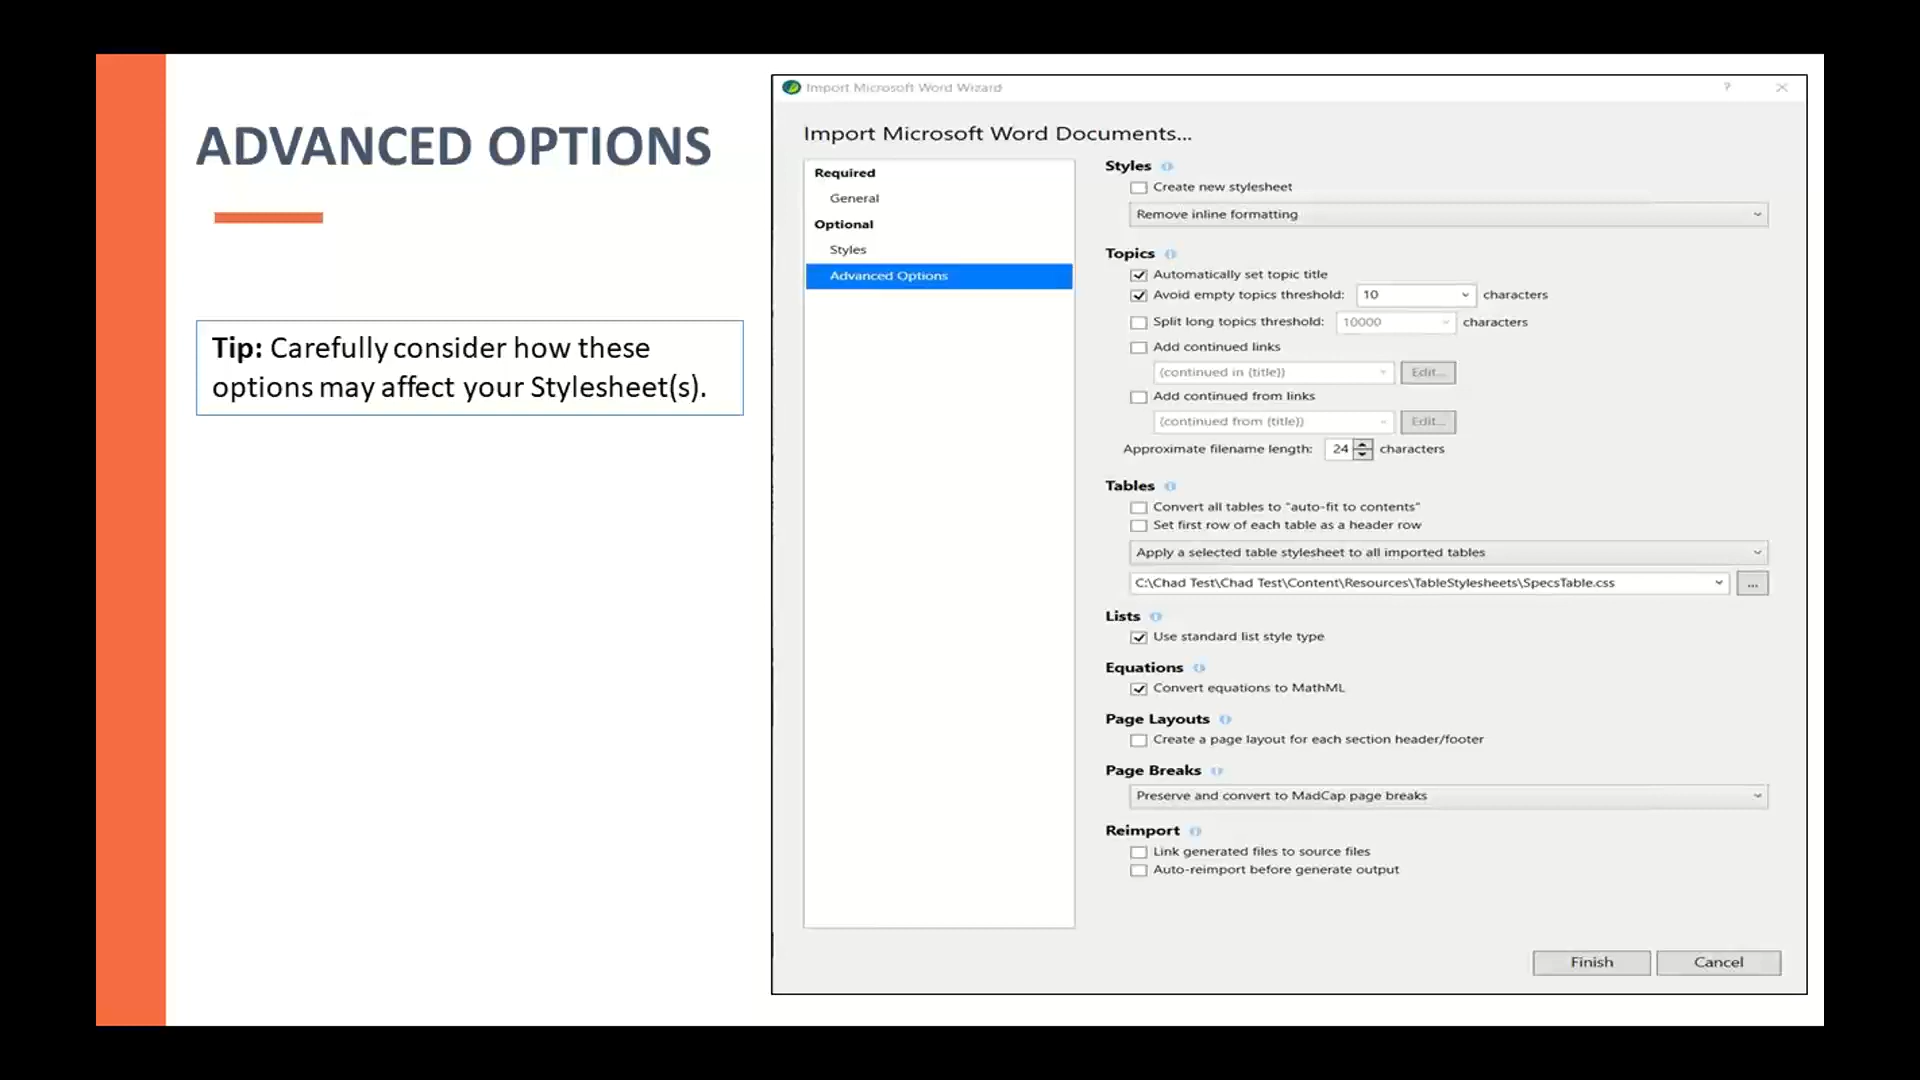 ADVANCED OPTIONS
Tip: Carefully consider how these
options may affect your Stylesheet(s).
Import Microsoft Word Wizard
?
Import Microsoft Word Documents...
Required
General
Optional
Styles
Advanced Options
Styles
Create new stylesheet
Remove inline formatting
Topics
Automatically set topic title
Avoid empty topics threshold: 10 characters
Split long topics threshold: 10000 characters
Add continued links
(continued in {title}) Edit...
Add continued from links
(continued from {title}) Edit...
Approximate filename length: 24 characters
Tables
Convert all tables to "auto-fit to contents"
Set first row of each table as a header row
Apply a selected table stylesheet to all imported tables
C:\Chad Test\Chad Test\Content\Resources\TableStylesheets\SpecsTable.css ...
Lists
Use standard list style type
Equations
Convert equations to MathML
Page Layouts
Create a page layout for each section header/footer
Page Breaks
Preserve and convert to MadCap page breaks
Reimport
Link generated files to source files
Auto-reimport before generate output
Finish Cancel